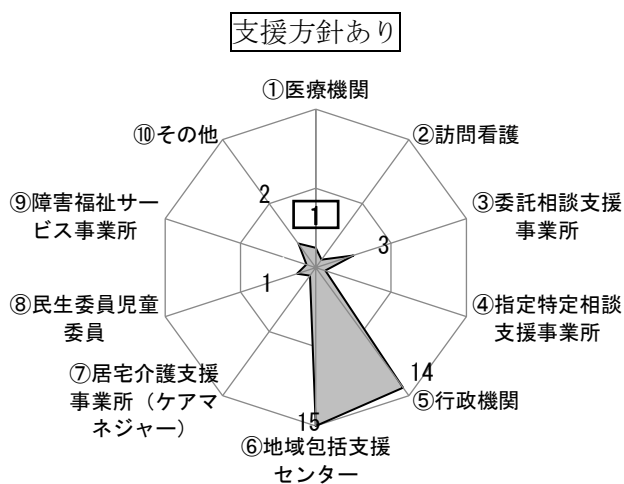 支援方針あり
①医療機関
⑩その他
②訪問看護
2
1
⑨障害福祉サー
ビス事業所
③委託相談支援
事業所
3
1
⑧民生委員児童
委員
④指定特定相談
支援事業所
⑦居宅介護支援
事業所（ケアマ
ネジャー）
14
⑤行政機関
15
⑥地域包括支援
センター